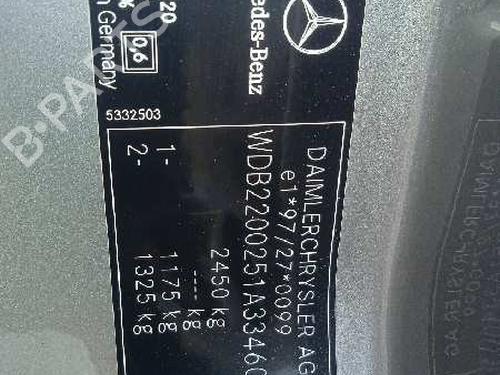 DAIMLERCHRYSLER AG
e1*97/27*0099
WDB2200251A33460
2450 kg
---- kg
1- 1175 kg
2- 1325 kg
5332503
Mercedes-Benz
20
0,6
Germany
B-PARTS